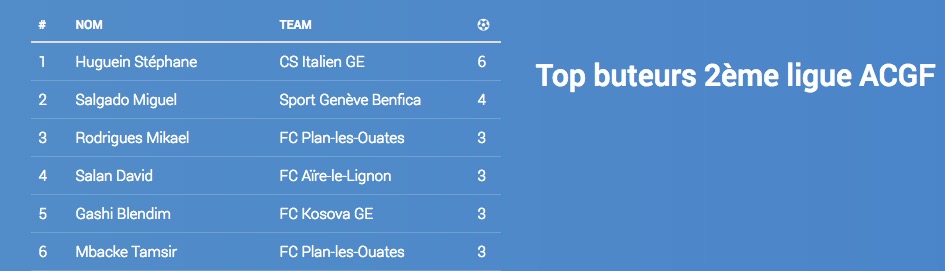 # NOM TEAM
1 Huguein Stéphane CS Italien GE 6
2 Salgado Miguel Sport Genève Benfica 4
3 Rodrigues Mikael FC Plan-les-Ouates 3
4 Salan David FC Aïre-le-Lignon 3
5 Gashi Blendim FC Kosova GE 3
6 Mbacke Tamsir FC Plan-les-Ouates 3
Top buteurs 2ème ligue ACGF